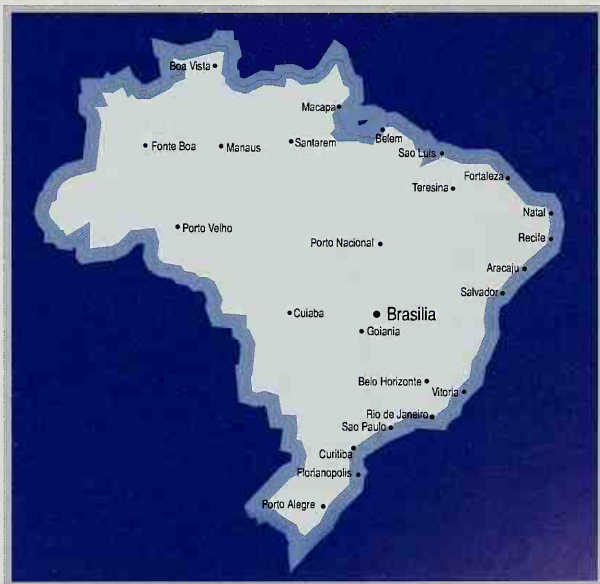 Boa Vista
Macapa
Belem
Santarem
Fonte Boa
Manaus
Sao Luis
Fortaleza
Teresina
Natal
Porto Velho
Recife
Porto Nacional
Aracaju
Salvador
Cuiaba
Brasilia
Goiania
Belo Horizonte
Vitoria
Rio de Janeiro
Sao Paulo
Curitiba
Florianopolis
Porto Alegre